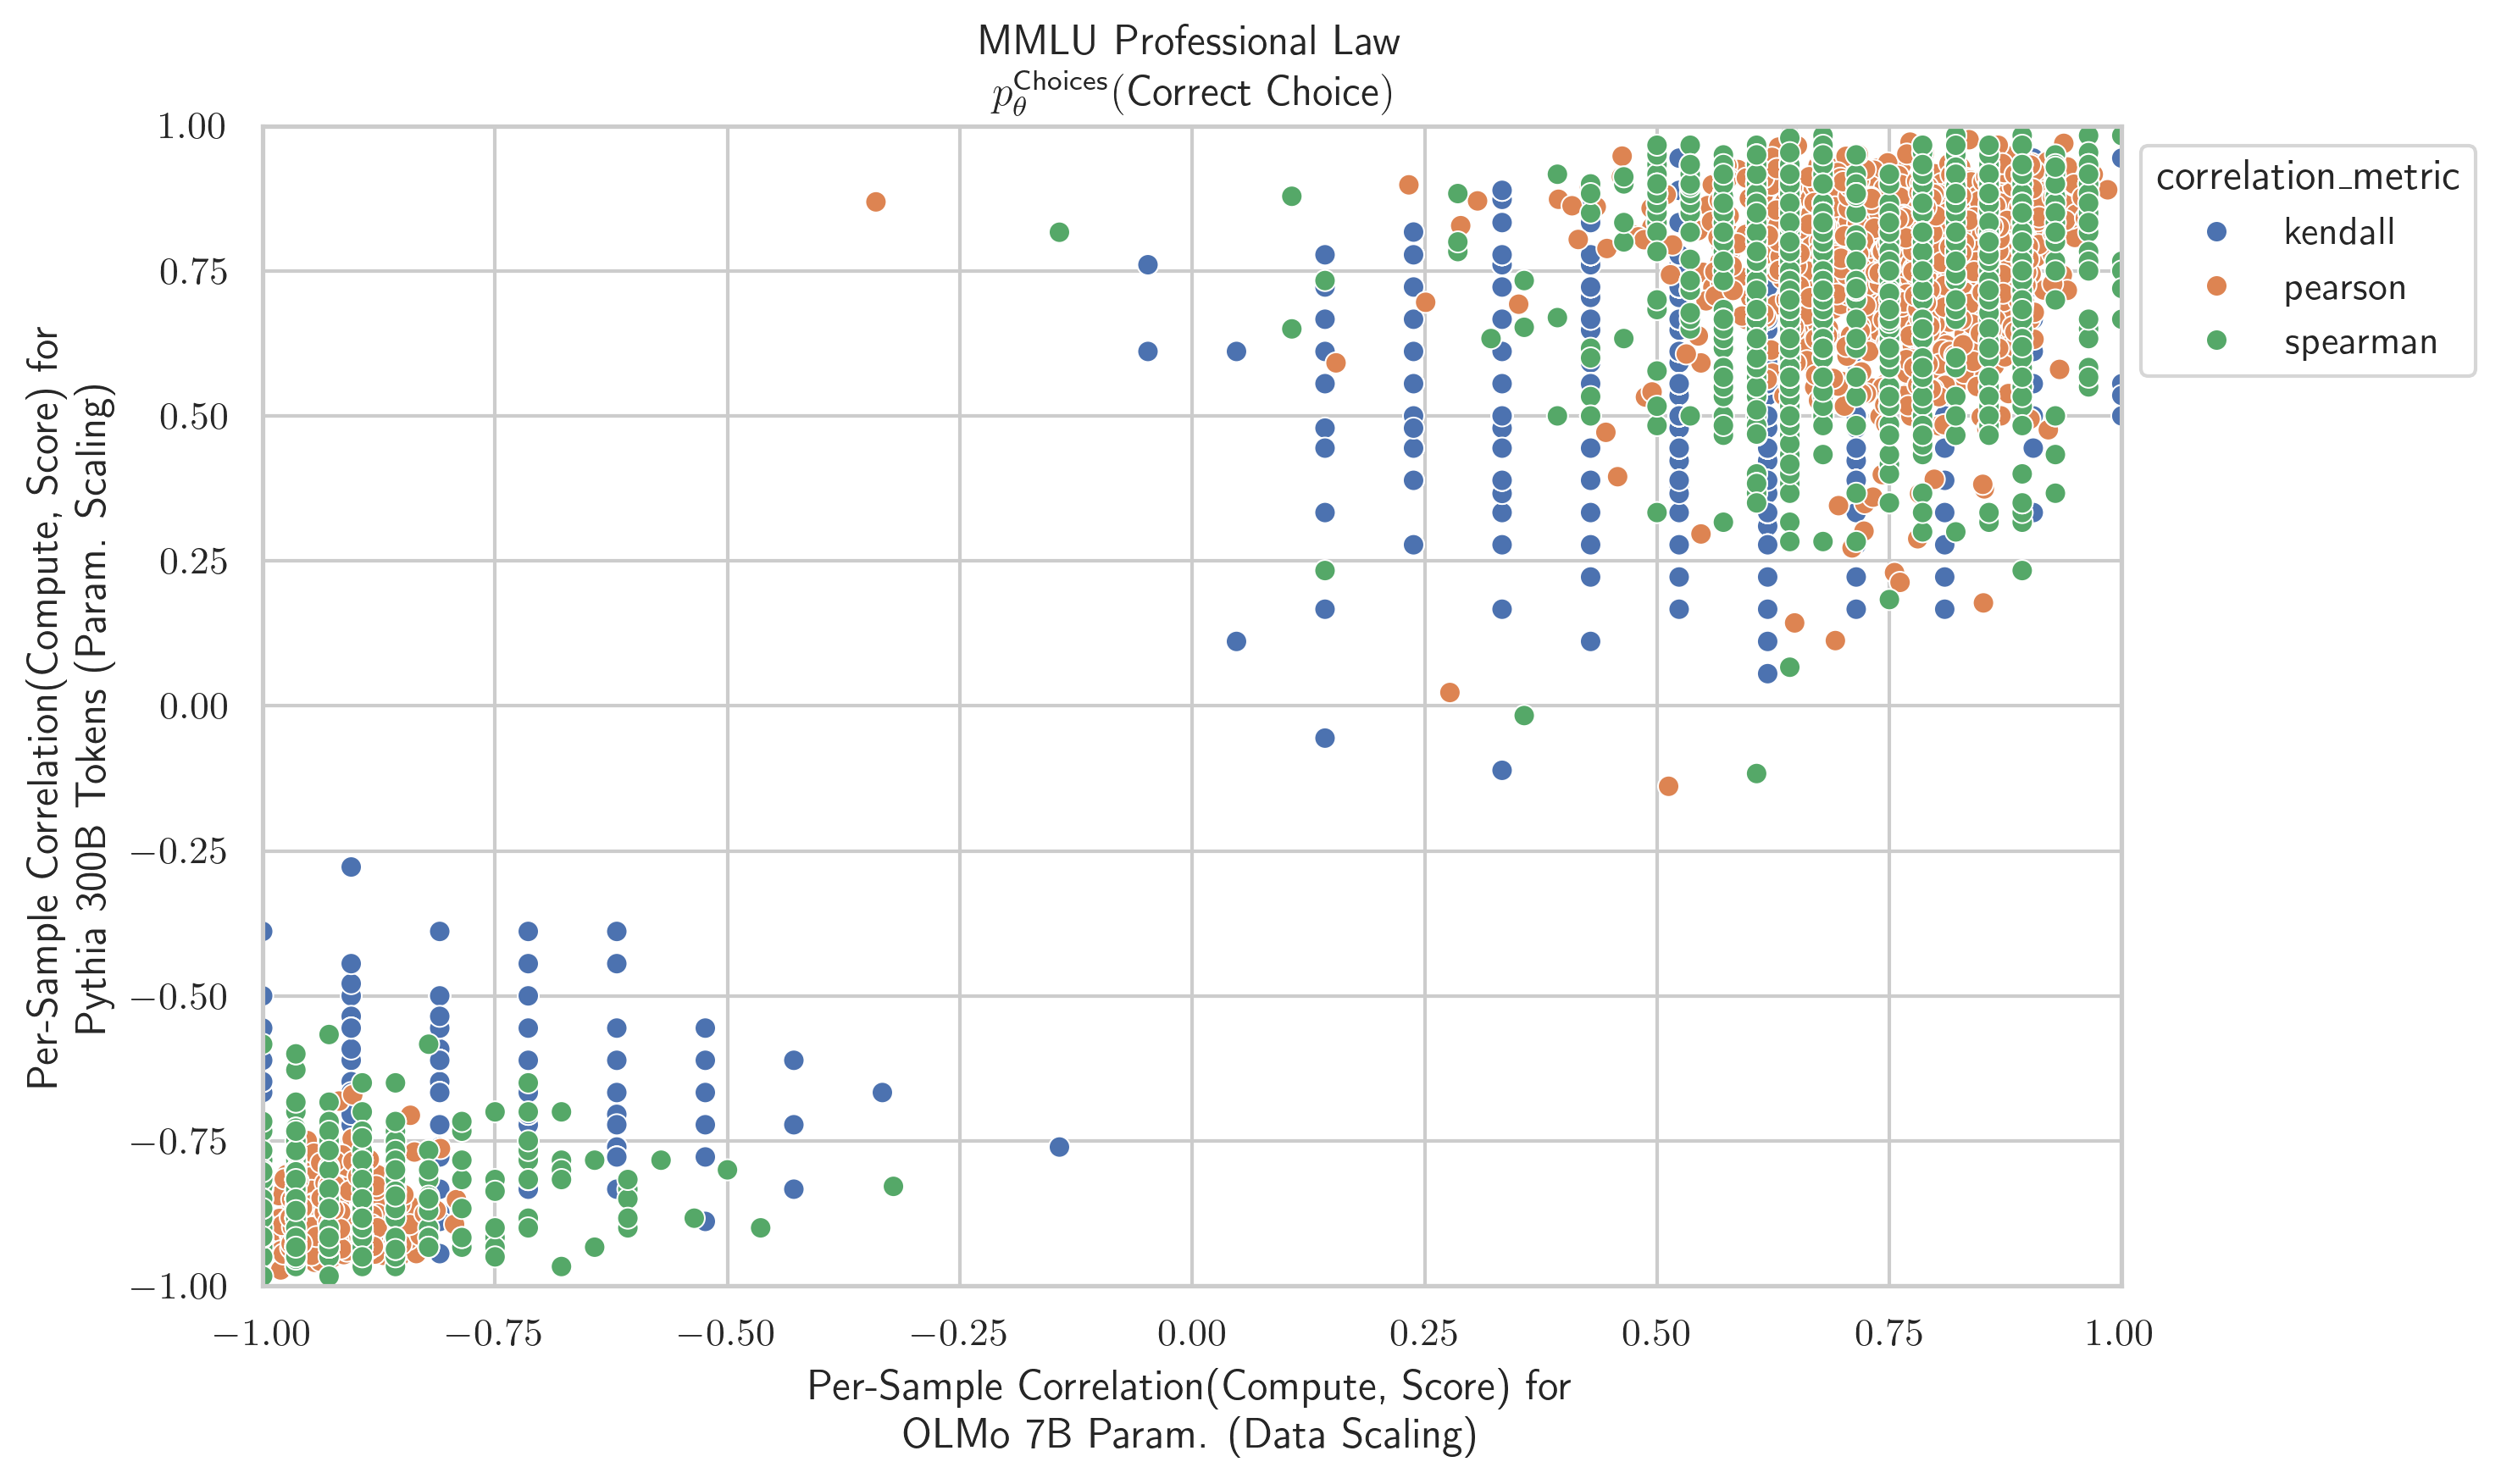 MMLU Professional Law
p_θ^Choices(Correct Choice)
Per-Sample Correlation(Compute, Score) for
Pythia 300B Tokens (Param. Scaling)
1.00
0.75
0.50
0.25
0.00
−0.25
−0.50
−0.75
−1.00
−1.00 −0.75 −0.50 −0.25 0.00 0.25 0.50 0.75 1.00
Per-Sample Correlation(Compute, Score) for
OLMo 7B Param. (Data Scaling)
correlation_metric
kendall
pearson
spearman